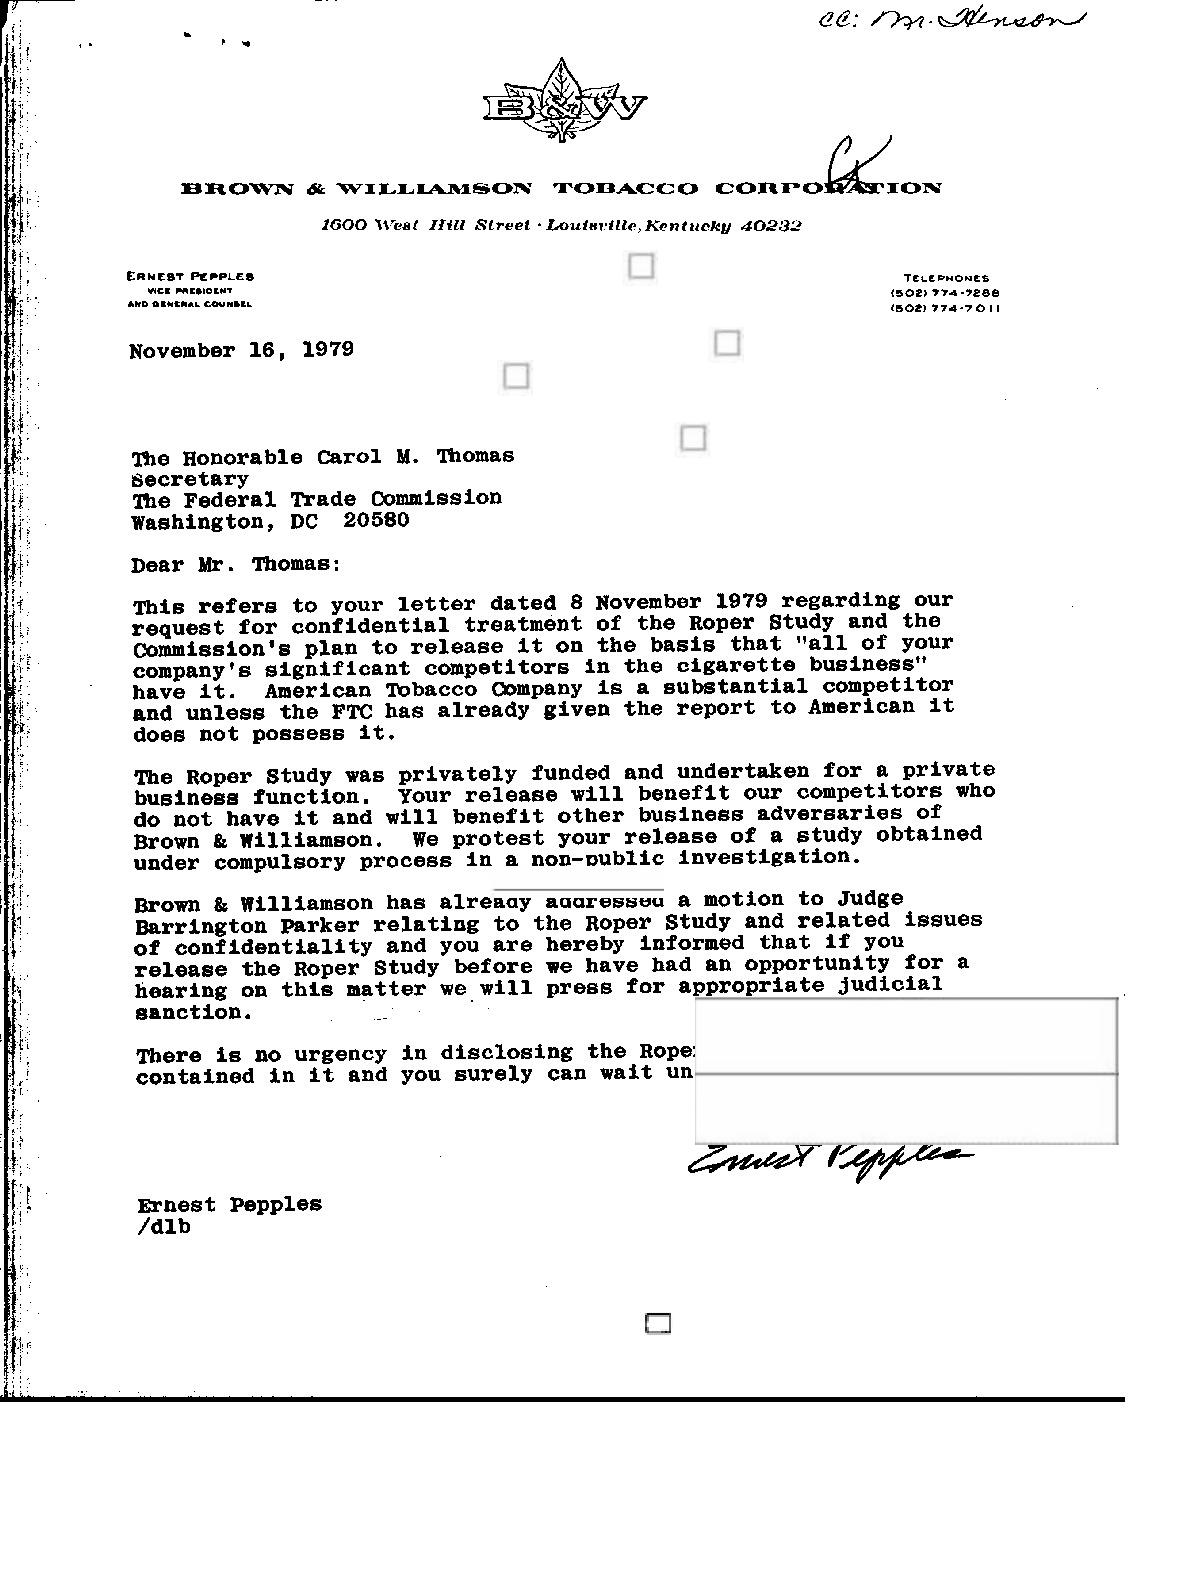 cc: Mr. Henson
B&W
BROWN & WILLIAMSON TOBACCO CORPORATION
1600 West Hill Street · Louisville, Kentucky 40232
ERNEST PEPPLES
VICE PRESIDENT
AND GENERAL COUNSEL
TELEPHONES
(502) 774-7288
(502) 774-7011
November 16, 1979
The Honorable Carol M. Thomas
Secretary
The Federal Trade Commission
Washington, DC 20580
Dear Mr. Thomas:
This refers to your letter dated 8 November 1979 regarding our
request for confidential treatment of the Roper Study and the
Commission's plan to release it on the basis that "all of your
company's significant competitors in the cigarette business"
have it. American Tobacco Company is a substantial competitor
and unless the FTC has already given the report to American it
does not possess it.
The Roper Study was privately funded and undertaken for a private
business function. Your release will benefit our competitors who
do not have it and will benefit other business adversaries of
Brown & Williamson. We protest your release of a study obtained
under compulsory process in a non-public investigation.
Brown & Williamson has already addressed a motion to Judge
Barrington Parker relating to the Roper Study and related issues
of confidentiality and you are hereby informed that if you
release the Roper Study before we have had an opportunity for a
hearing on this matter we will press for appropriate judicial
sanction.
There is no urgency in disclosing the Rope
contained in it and you surely can wait un
Ernest Pepples
Ernest Pepples
/dlb